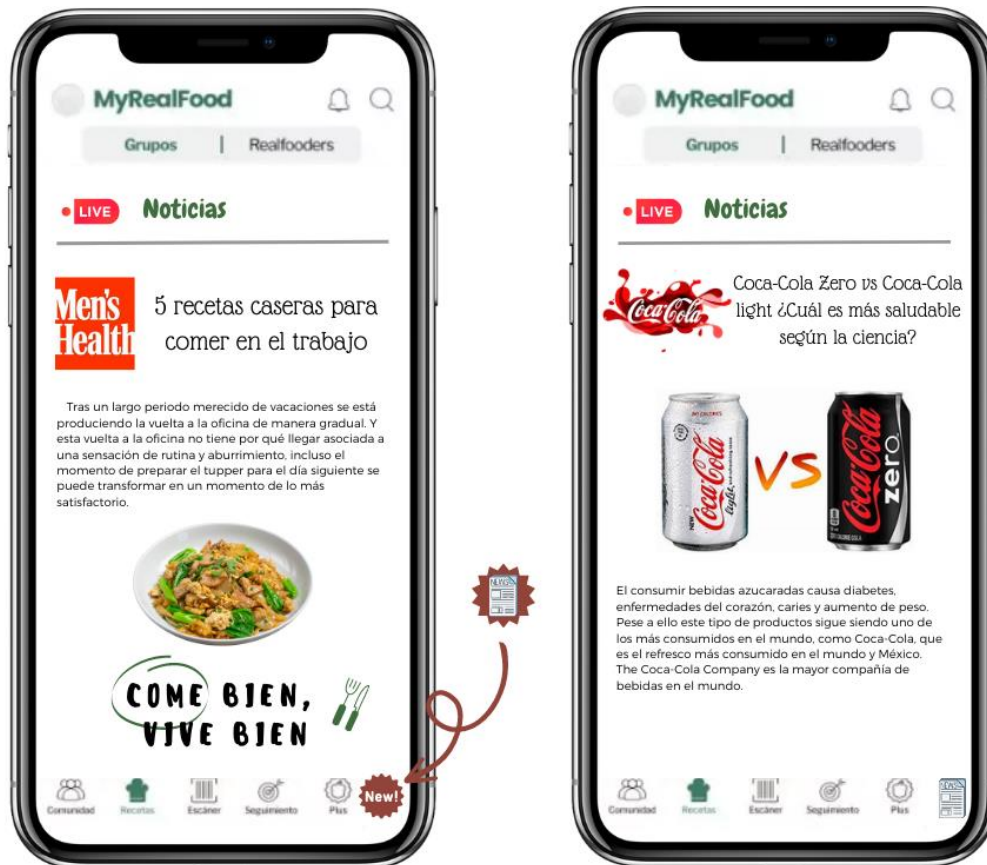 MyRealFood
Grupos | Realfooders
LIVE Noticias
Men's
Health
5 recetas caseras para
comer en el trabajo
Tras un largo periodo merecido de vacaciones se está
produciendo la vuelta a la oficina de manera gradual. Y
esta vuelta a la oficina no tiene por qué llegar asociada a
una sensación de rutina y aburrimiento, incluso el
momento de preparar el tupper para el día siguiente se
puede transformar en un momento de lo más
satisfactorio.
COME BIEN,
VIVE BIEN
Comunidad Recetas Escáner Seguimiento Plus New!
NEWS
MyRealFood
Grupos | Realfooders
LIVE Noticias
Coca-Cola
Coca-Cola Zero vs Coca-Cola
light ¿Cuál es más saludable
según la ciencia?
NEW
Coca-Cola
light
VS
Coca-Cola
zero
El consumir bebidas azucaradas causa diabetes,
enfermedades del corazón, caries y aumento de peso.
Pese a ello este tipo de productos sigue siendo uno de
los más consumidos en el mundo, como Coca-Cola, que
es el refresco más consumido en el mundo y México.
The Coca-Cola Company es la mayor compañía de
bebidas en el mundo.
Comunidad Recetas Escáner Seguimiento Plus NEWS